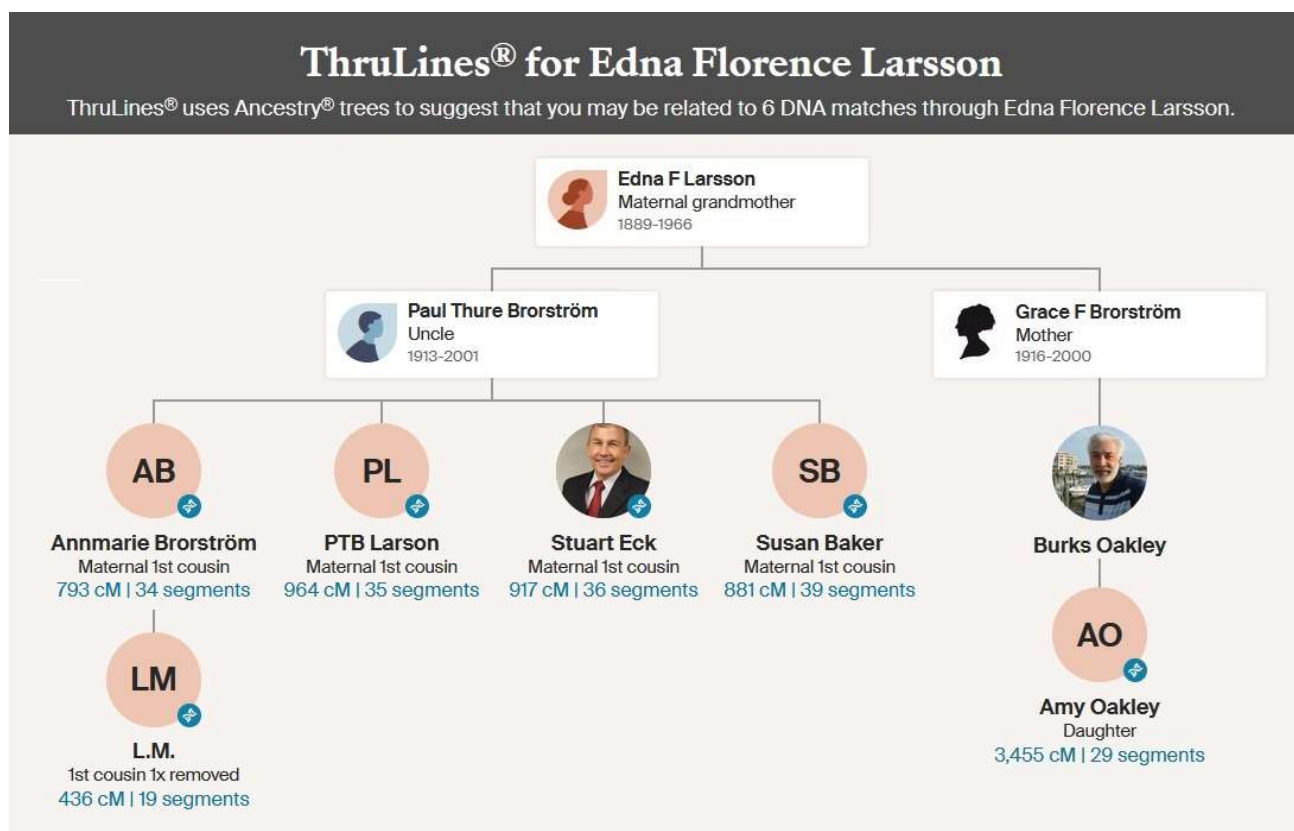 ThruLines® for Edna Florence Larsson
ThruLines® uses Ancestry® trees to suggest that you may be related to 6 DNA matches through Edna Florence Larsson.
Edna F Larsson
Maternal grandmother
1889-1966
Paul Thure Brorström
Uncle
1913-2001
Grace F Brorström
Mother
1916-2000
AB
Annmarie Brorström
Maternal 1st cousin
793 cM | 34 segments
PL
PTB Larson
Maternal 1st cousin
964 cM | 35 segments
Stuart Eck
Maternal 1st cousin
917 cM | 36 segments
SB
Susan Baker
Maternal 1st cousin
881 cM | 39 segments
Burks Oakley
LM
L.M.
1st cousin 1x removed
436 cM | 19 segments
AO
Amy Oakley
Daughter
3,455 cM | 29 segments